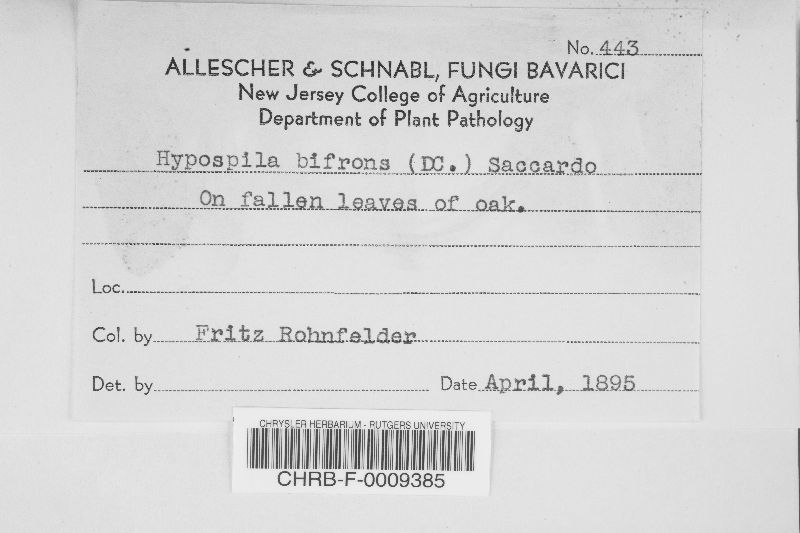 No. 443
ALLESCHER & SCHNABL, FUNGI BAVARICI
New Jersey College of Agriculture
Department of Plant Pathology
Hypospila bifrons (DC.) Saccardo
On fallen leaves of oak.
Loc.
Col. by Fritz Rohnfelder
Det. by Date April, 1895
CHRYSLER HERBARIUM - RUTGERS UNIVERSITY
CHRB-F-0009385